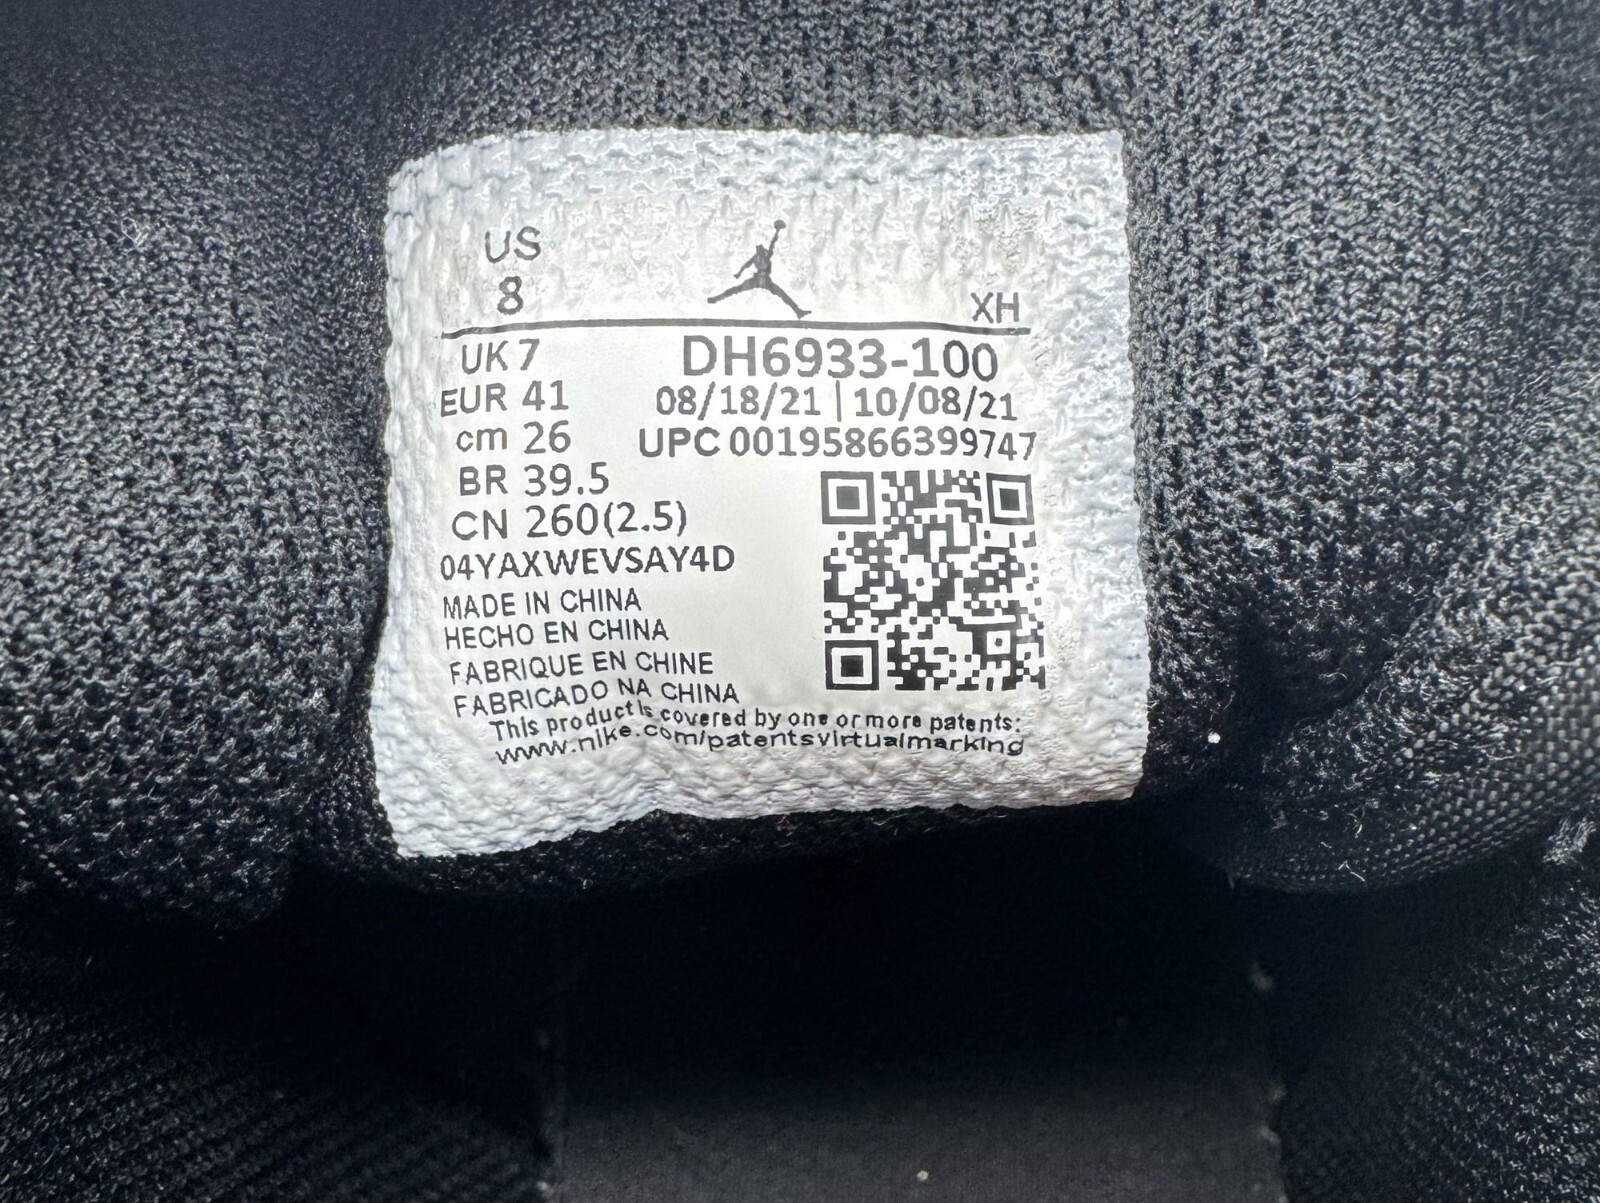 US
8
XH
UK 7
DH6933-100
EUR 41
08/18/21 | 10/08/21
cm 26
UPC 00195866399747
BR 39.5
CN 260(2.5)
04YAXWEVSAY4D
MADE IN CHINA
HECHO EN CHINA
FABRIQUE EN CHINE
FABRICADO NA CHINA
This product is covered by one or more patents:
www.nike.com/patentsvirtualmarking